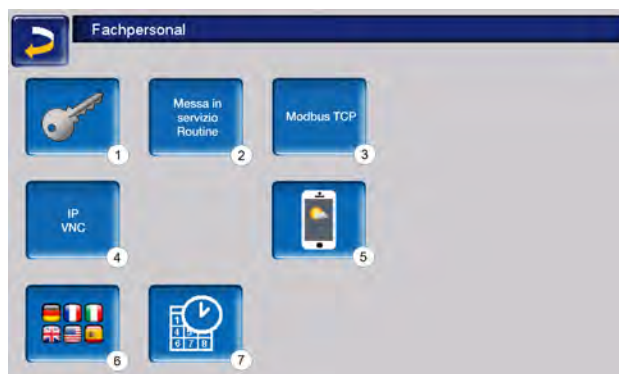 Fachpersonal
1
Messa in
servizio
Routine
2
Modbus TCP
3
IP
VNC
4
5
6
7